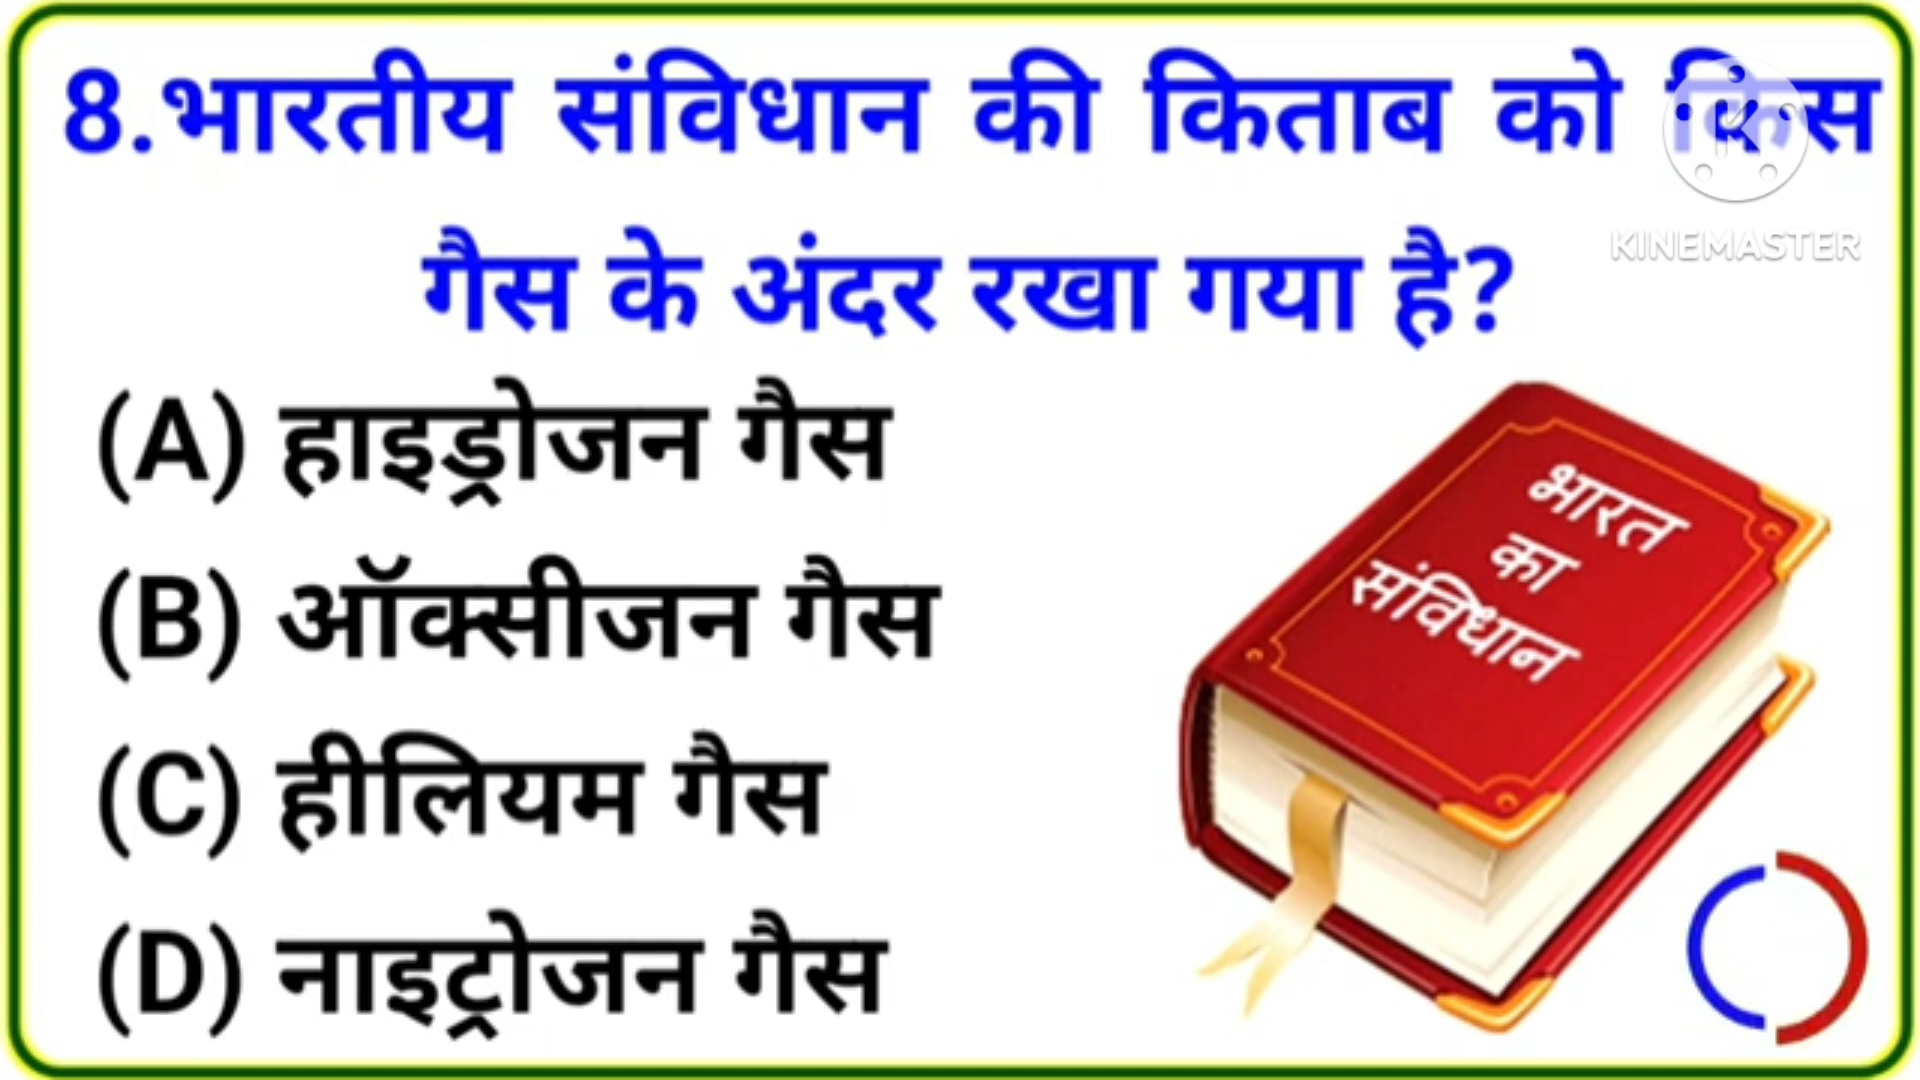 8.भारतीय संविधान की किताब को किस
गैस के अंदर रखा गया है?
KINEMASTER
(A) हाइड्रोजन गैस
(B) ऑक्सीजन गैस
(C) हीलियम गैस
(D) नाइट्रोजन गैस
भारत
का
संविधान